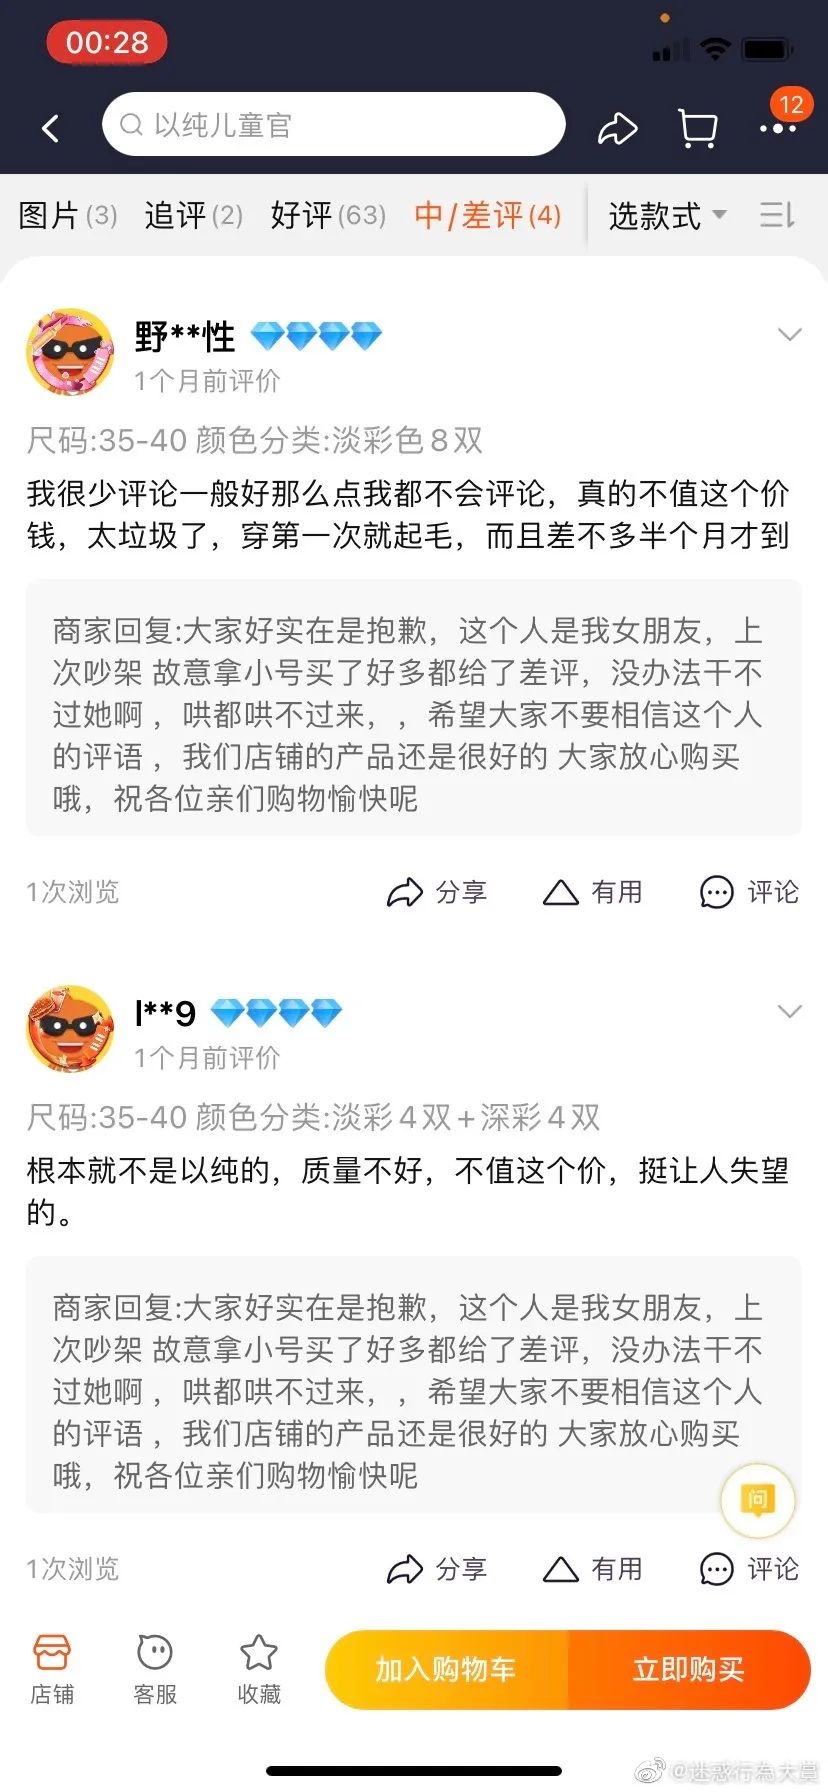 00:28
以纯儿童官
12
图片(3) 追评(2) 好评(63) 中/差评(4) 选款式
野**性
1个月前评价
尺码:35-40 颜色分类:淡彩色8双
我很少评论一般好那么点我都不会评论，真的不值这个价
钱，太垃圾了，穿第一次就起毛，而且差不多半个月才到
商家回复:大家好实在是抱歉，这个人是我女朋友，上
次吵架 故意拿小号买了好多都给了差评，没办法干不
过她啊 ，哄都哄不过来，，希望大家不要相信这个人
的评语 ，我们店铺的产品还是很好的 大家放心购买
哦，祝各位亲们购物愉快呢
1次浏览 分享 有用 评论
l**9
1个月前评价
尺码:35-40 颜色分类:淡彩4双+深彩4双
根本就不是以纯的，质量不好，不值这个价，挺让人失望
的。
商家回复:大家好实在是抱歉，这个人是我女朋友，上
次吵架 故意拿小号买了好多都给了差评，没办法干不
过她啊 ，哄都哄不过来，，希望大家不要相信这个人
的评语 ，我们店铺的产品还是很好的 大家放心购买
哦，祝各位亲们购物愉快呢
问
1次浏览 分享 有用 评论
店铺 客服 收藏 加入购物车 立即购买
@迷惑行為大賞